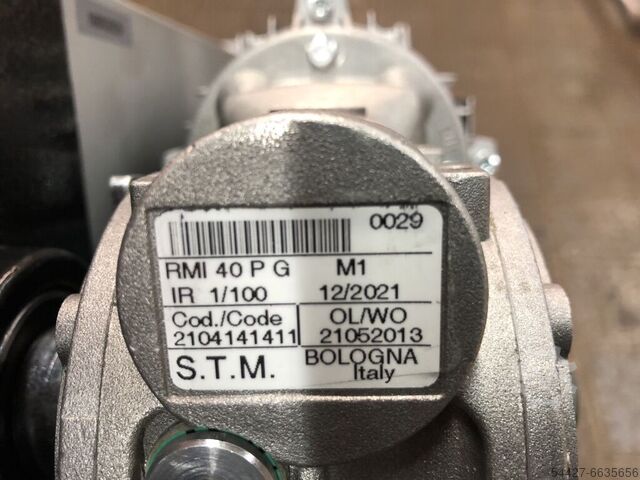 0029
RMI 40 P G M1
IR 1/100 12/2021
Cod./Code OL/WO
2104141411 21052013
S.T.M. BOLOGNA
Italy
54427-6635656